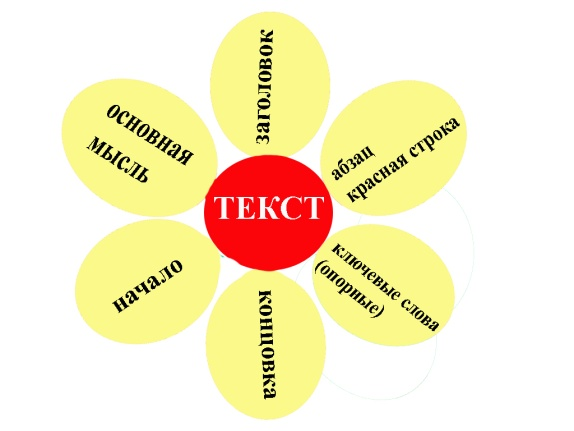 заголовок
абзац
красная строка
ключевые слова
(опорные)
концовка
начало
основная
мысль
ТЕКСТ